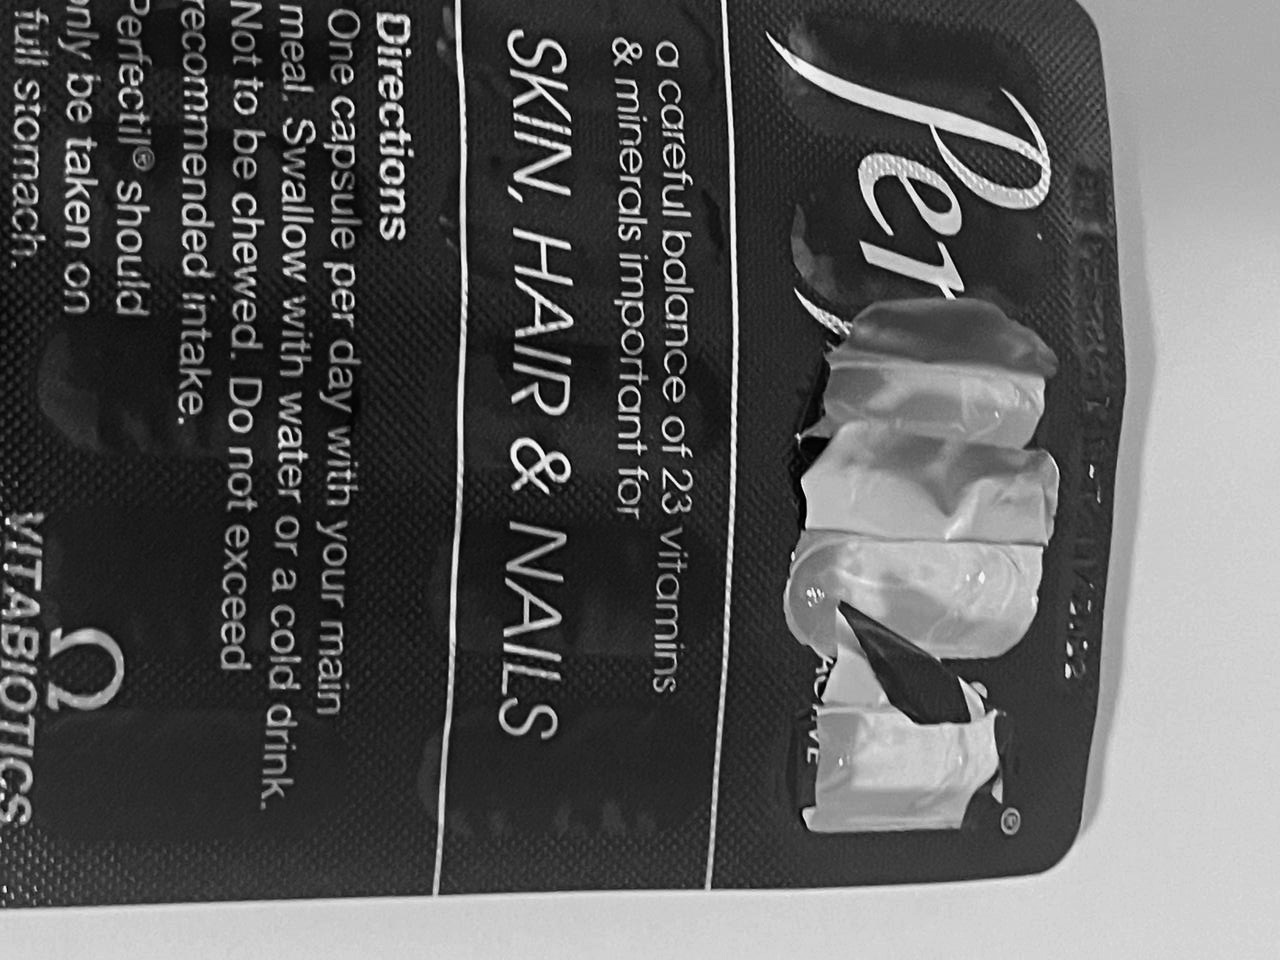 Per
a careful balance of 23 vitamins
& minerals important for
SKIN, HAIR & NAILS
Directions
One capsule per day with your main
meal. Swallow with water or a cold drink.
Not to be chewed. Do not exceed
recommended intake.
Perfectil® should
only be taken on
full stomach.
VITABIOTICS